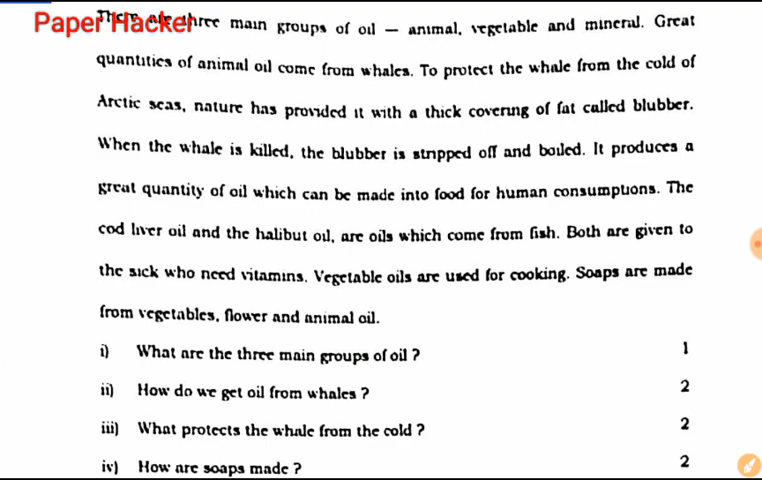 Paper Hacker
There are three main groups of oil — animal, vegetable and mineral. Great
quantities of animal oil come from whales. To protect the whale from the cold of
Arctic seas, nature has provided it with a thick covering of fat called blubber.
When the whale is killed, the blubber is stripped off and boiled. It produces a
great quantity of oil which can be made into food for human consumptions. The
cod liver oil and the halibut oil, are oils which come from fish. Both are given to
the sick who need vitamins. Vegetable oils are used for cooking. Soaps are made
from vegetables, flower and animal oil.
i) What are the three main groups of oil ? 1
ii) How do we get oil from whales ? 2
iii) What protects the whale from the cold ? 2
iv) How are soaps made ? 2